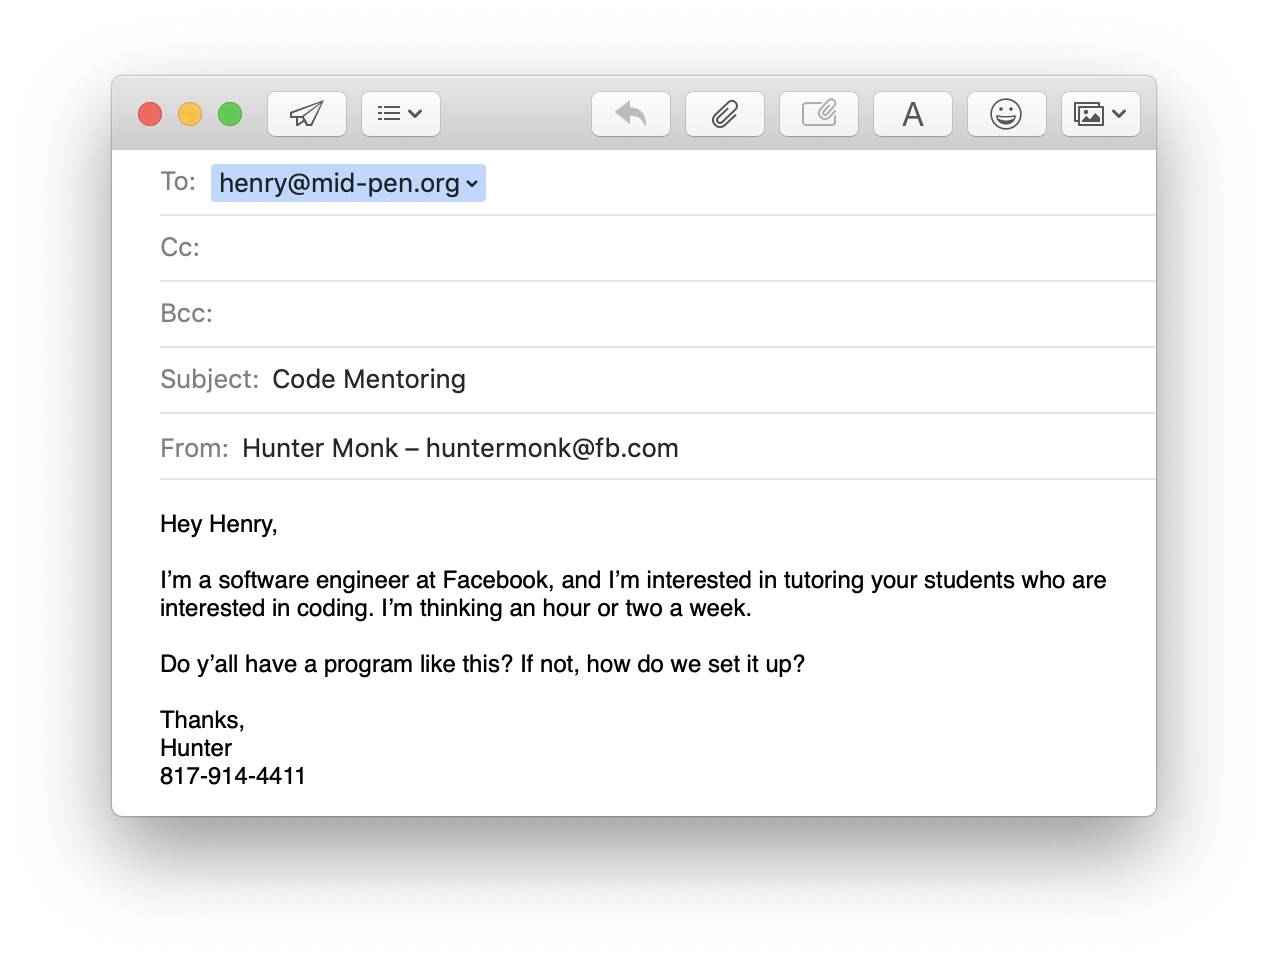 To: henry@mid-pen.org
Cc:
Bcc:
Subject: Code Mentoring
From: Hunter Monk – huntermonk@fb.com
Hey Henry,
I’m a software engineer at Facebook, and I’m interested in tutoring your students who are
interested in coding. I’m thinking an hour or two a week.
Do y’all have a program like this? If not, how do we set it up?
Thanks,
Hunter
817-914-4411